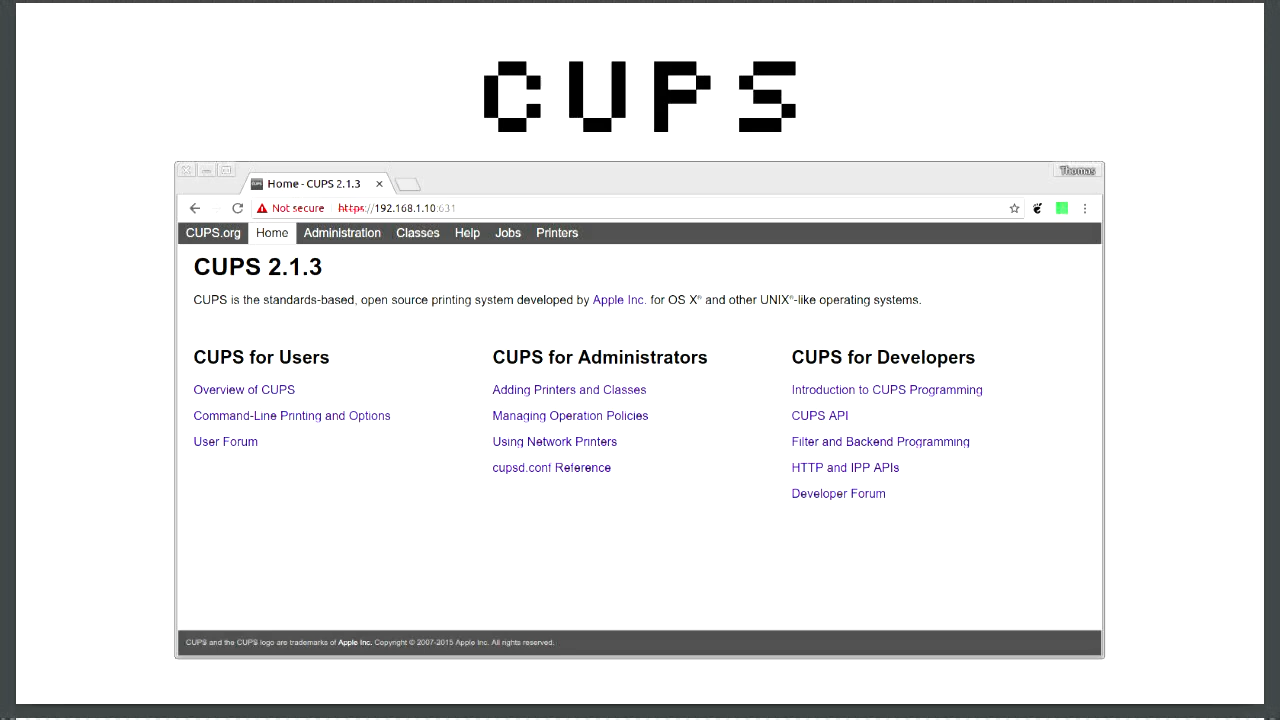 CUPS
Thomas
Home - CUPS 2.1.3
Not secure https://192.168.1.10:631
CUPS.org Home Administration Classes Help Jobs Printers
CUPS 2.1.3
CUPS is the standards-based, open source printing system developed by Apple Inc. for OS X® and other UNIX®-like operating systems.
CUPS for Users
Overview of CUPS
Command-Line Printing and Options
User Forum
CUPS for Administrators
Adding Printers and Classes
Managing Operation Policies
Using Network Printers
cupsd.conf Reference
CUPS for Developers
Introduction to CUPS Programming
CUPS API
Filter and Backend Programming
HTTP and IPP APIs
Developer Forum
CUPS and the CUPS logo are trademarks of Apple Inc. Copyright © 2007-2015 Apple Inc. All rights reserved.